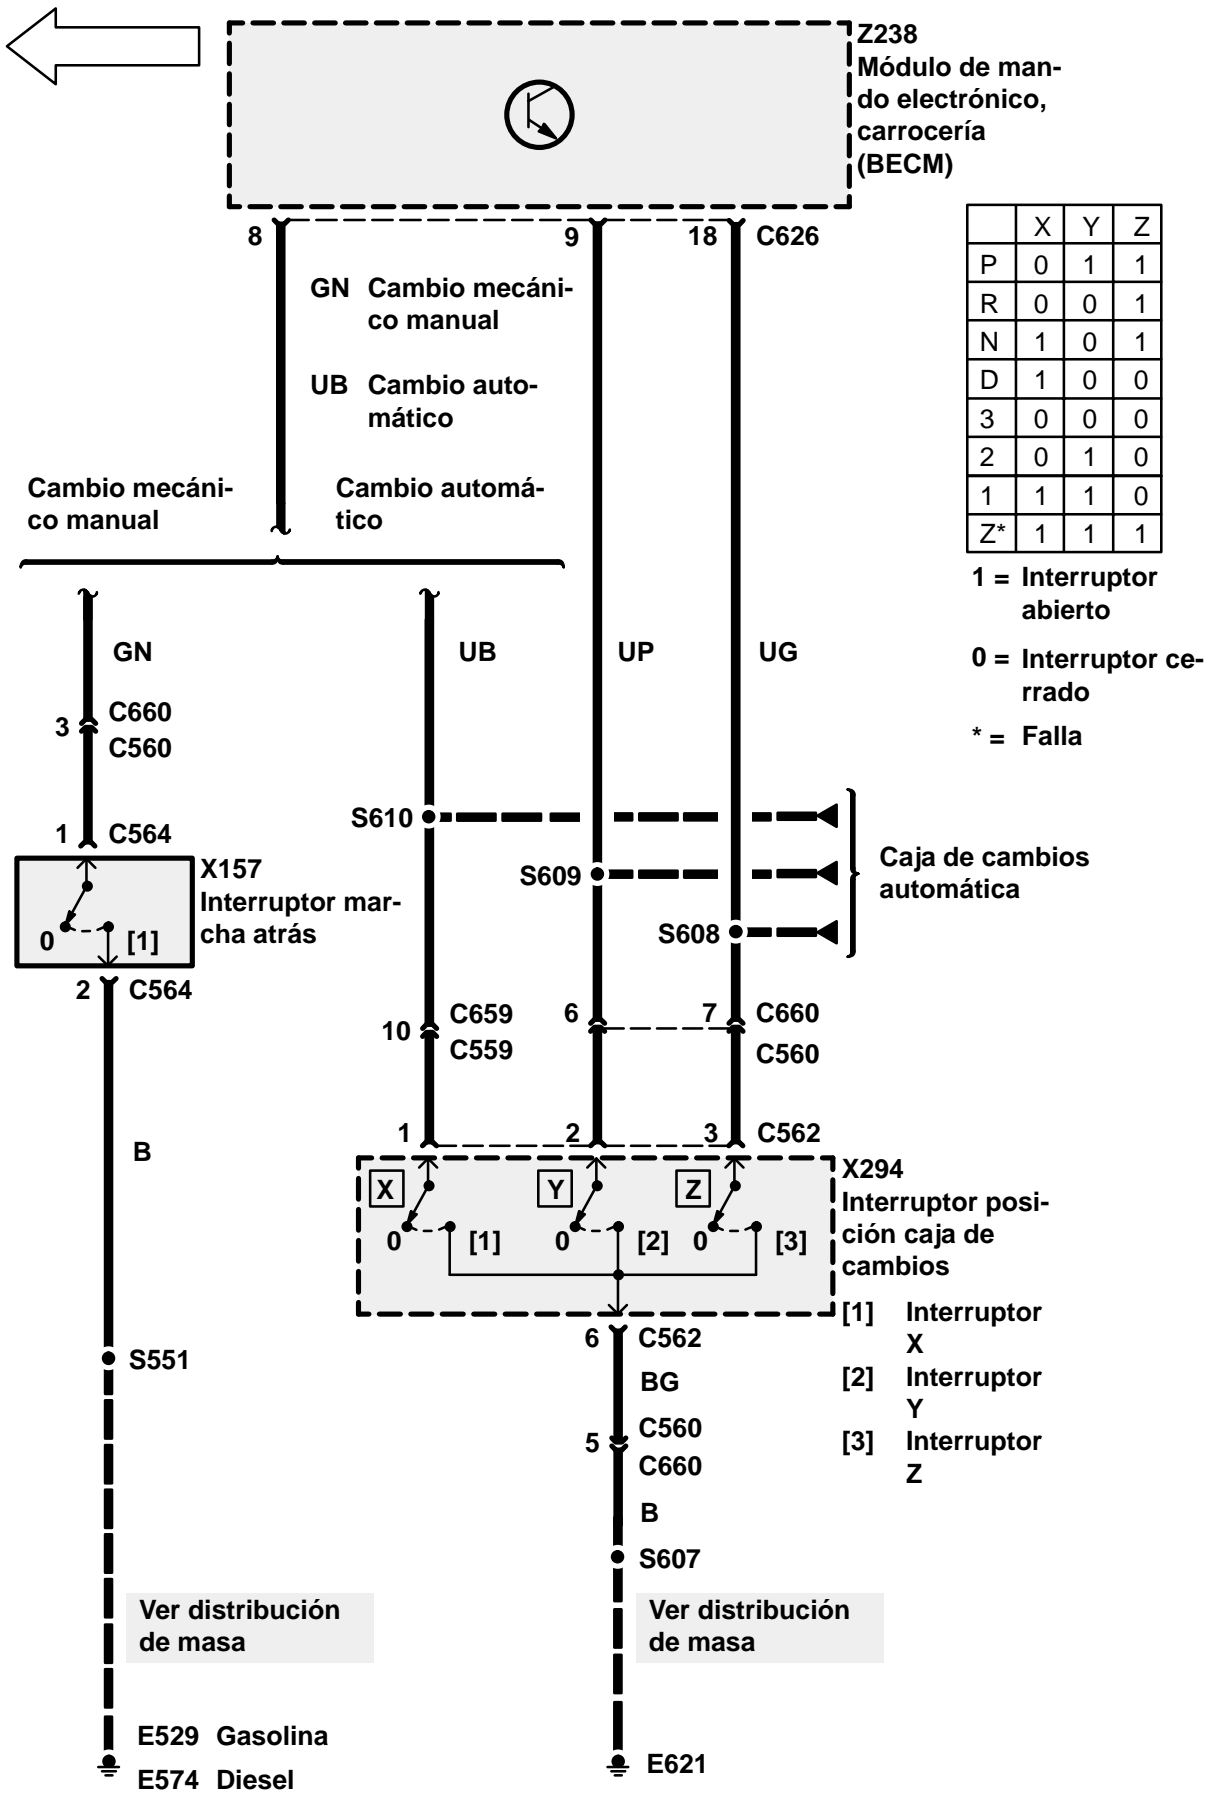 Z238
Módulo de man-
do electrónico,
carrocería
(BECM)
8
9
18
C626
GN Cambio mecáni-
co manual
UB Cambio auto-
mático
X Y Z
P 0 1 1
R 0 0 1
N 1 0 1
D 1 0 0
3 0 0 0
2 0 1 0
1 1 1 0
Z* 1 1 1
1 = Interruptor
abierto
0 = Interruptor ce-
rrado
* = Falla
Cambio mecáni-
co manual
Cambio automá-
tico
GN
UB
UP
UG
3
C660
C560
1
C564
X157
Interruptor mar-
cha atrás
0
[1]
2
C564
S610
S609
S608
Caja de cambios
automática
10
C659
C559
6
7
C660
C560
B
1
2
3
C562
X
Y
Z
0
[1]
0
[2]
0
[3]
X294
Interruptor posi-
ción caja de
cambios
[1] Interruptor
X
[2] Interruptor
Y
[3] Interruptor
Z
6
C562
BG
5
C560
C660
B
S551
S607
Ver distribución
de masa
Ver distribución
de masa
E529 Gasolina
E574 Diesel
E621